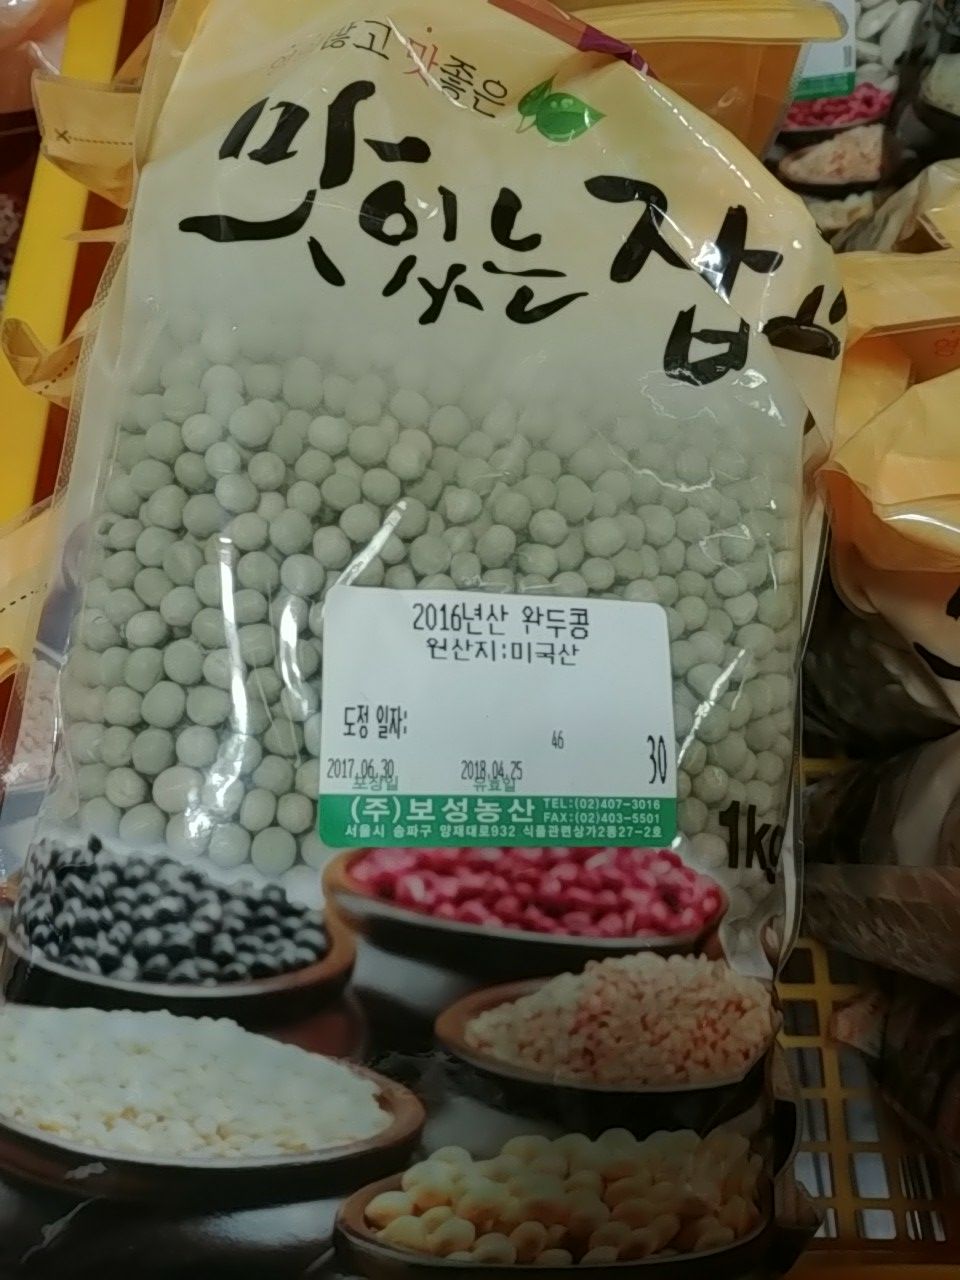 고 맛좋은
맛있는 잡
2016년산 완두콩
원산지:미국산
도정 일자:
46
30
2017.06.30
2018.04.25
포장일
유효일
(주)보성농산
TEL:(02)407-3016
FAX:(02)403-5501
서울시 송파구 양재대로932 식품관련상가2동27-2호
1kg